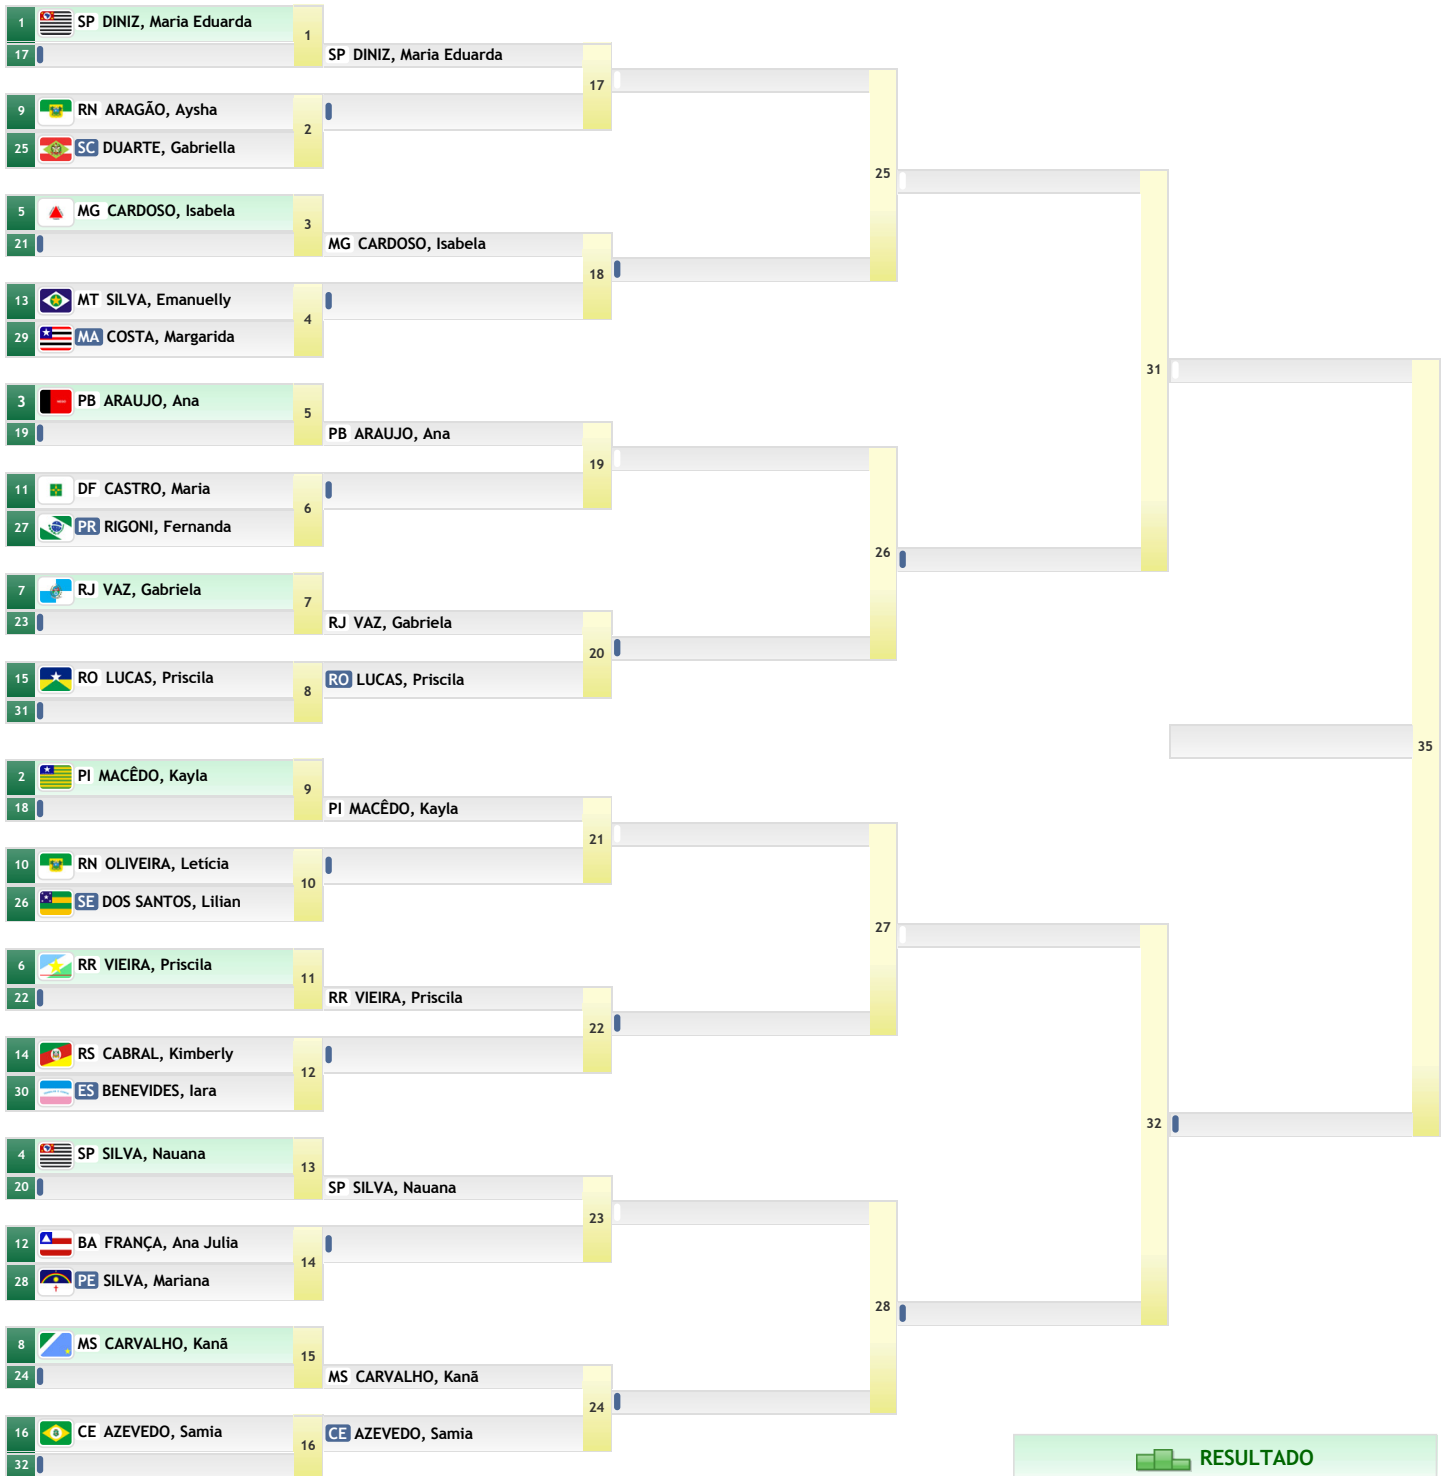 1 SP DINIZ, Maria Eduarda
1
17
SP DINIZ, Maria Eduarda
17
9 RN ARAGÃO, Aysha
2
25 SC DUARTE, Gabriella
25
5 MG CARDOSO, Isabela
3
21
MG CARDOSO, Isabela
18
13 MT SILVA, Emanuelly
4
29 MA COSTA, Margarida
31
3 PB ARAUJO, Ana
5
19
PB ARAUJO, Ana
19
11 DF CASTRO, Maria
6
27 PR RIGONI, Fernanda
26
7 RJ VAZ, Gabriela
7
23
RJ VAZ, Gabriela
20
15 RO LUCAS, Priscila
8
RO LUCAS, Priscila
31
35
2 PI MACÊDO, Kayla
9
18
PI MACÊDO, Kayla
21
10 RN OLIVEIRA, Letícia
10
26 SE DOS SANTOS, Lilian
27
6 RR VIEIRA, Priscila
11
22
RR VIEIRA, Priscila
22
14 RS CABRAL, Kimberly
12
30 ES BENEVIDES, Iara
32
4 SP SILVA, Nauana
13
20
SP SILVA, Nauana
23
12 BA FRANÇA, Ana Julia
14
28 PE SILVA, Mariana
28
8 MS CARVALHO, Kanã
15
24
MS CARVALHO, Kanã
24
16 CE AZEVEDO, Samia
16
CE AZEVEDO, Samia
32
RESULTADO